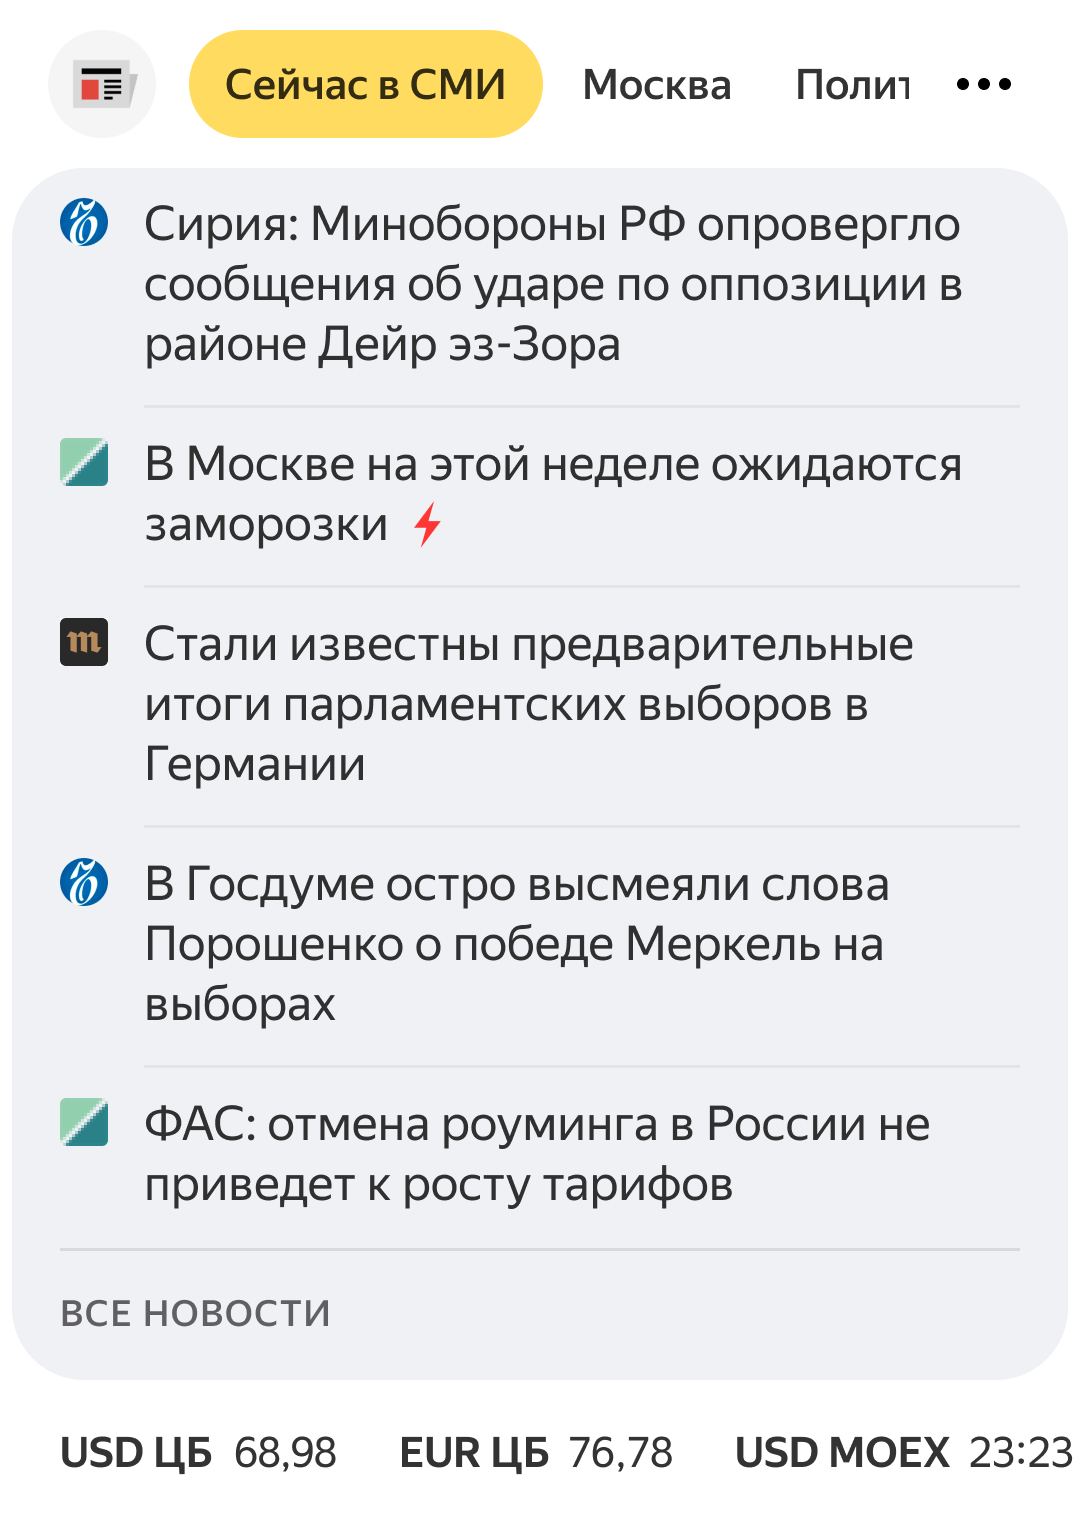 Сейчас в СМИ Москва Полит
Сирия: Минобороны РФ опровергло
сообщения об ударе по оппозиции в
районе Дейр эз-Зора
В Москве на этой неделе ожидаются
заморозки
Стали известны предварительные
итоги парламентских выборов в
Германии
В Госдуме остро высмеяли слова
Порошенко о победе Меркель на
выборах
ФАС: отмена роуминга в России не
приведет к росту тарифов
ВСЕ НОВОСТИ
USD ЦБ 68,98 EUR ЦБ 76,78 USD MOEX 23:23